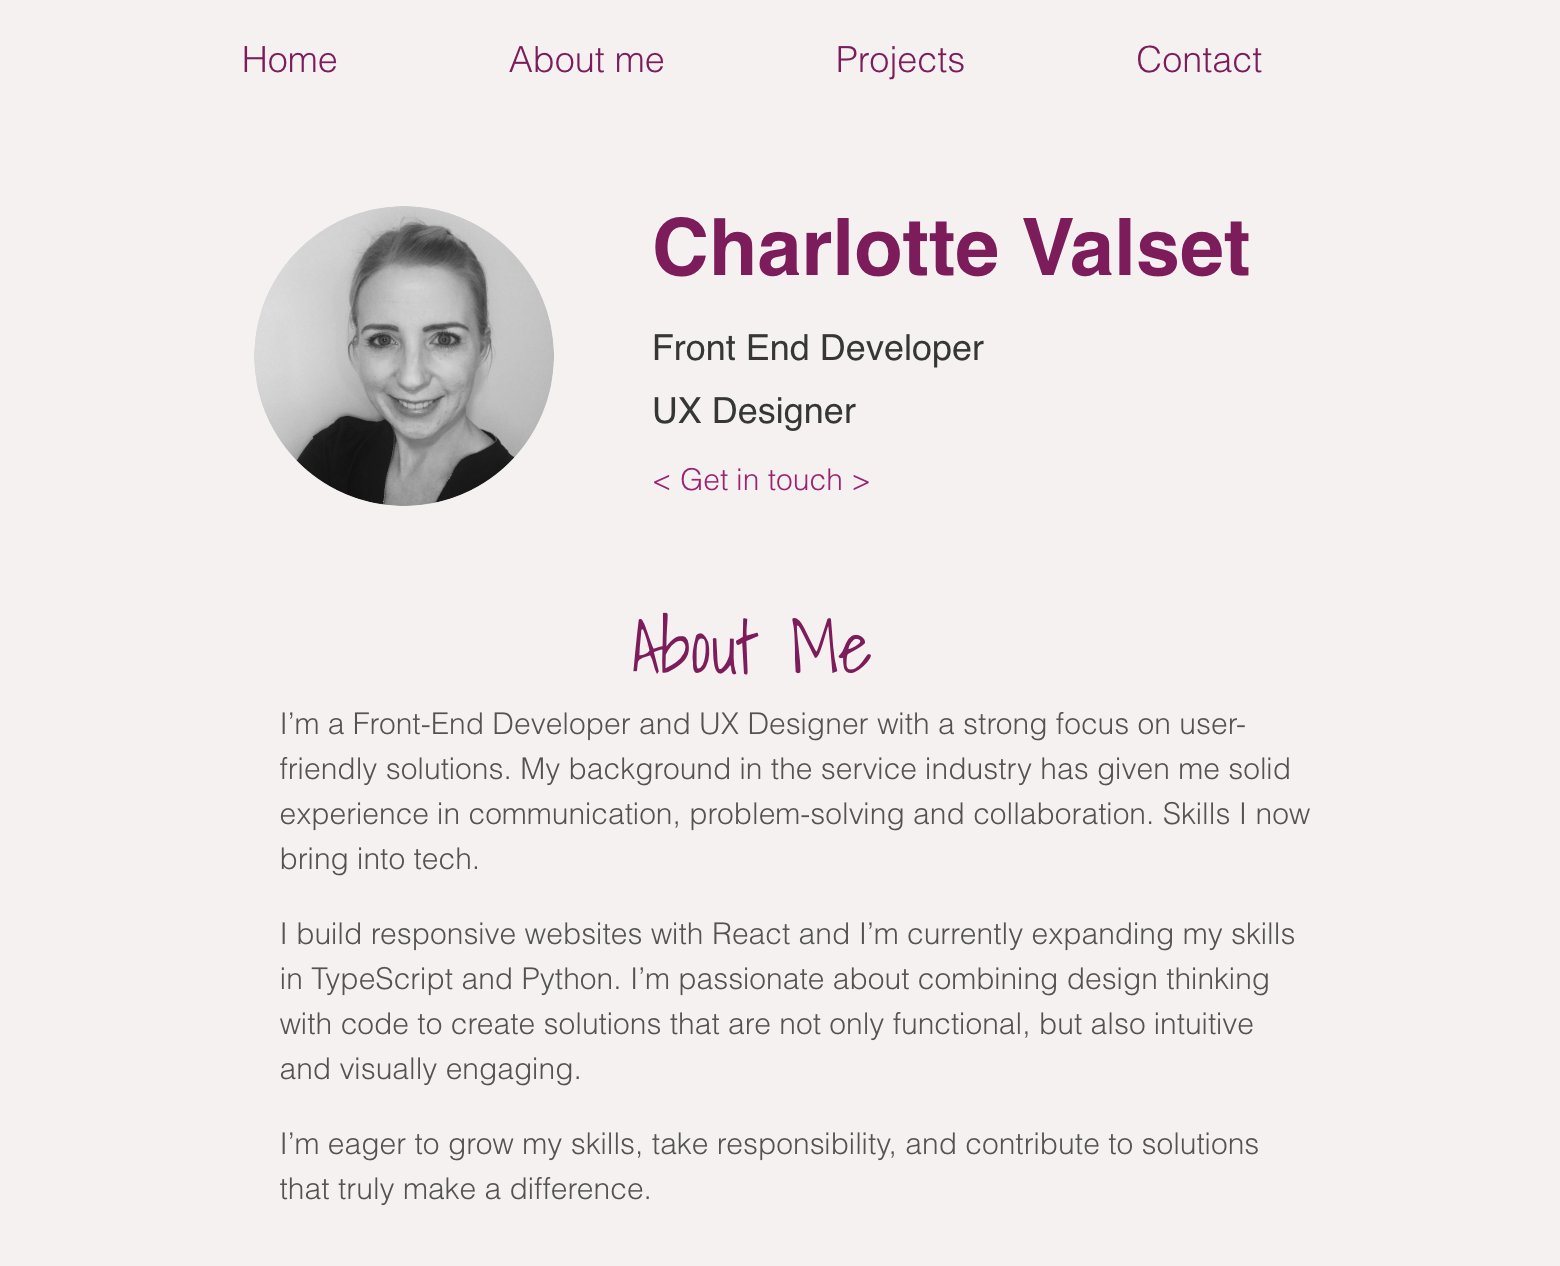 Home About me Projects Contact
Charlotte Valset
Front End Developer
UX Designer
< Get in touch >
About Me
I’m a Front-End Developer and UX Designer with a strong focus on user-
friendly solutions. My background in the service industry has given me solid
experience in communication, problem-solving and collaboration. Skills I now
bring into tech.
I build responsive websites with React and I’m currently expanding my skills
in TypeScript and Python. I’m passionate about combining design thinking
with code to create solutions that are not only functional, but also intuitive
and visually engaging.
I’m eager to grow my skills, take responsibility, and contribute to solutions
that truly make a difference.